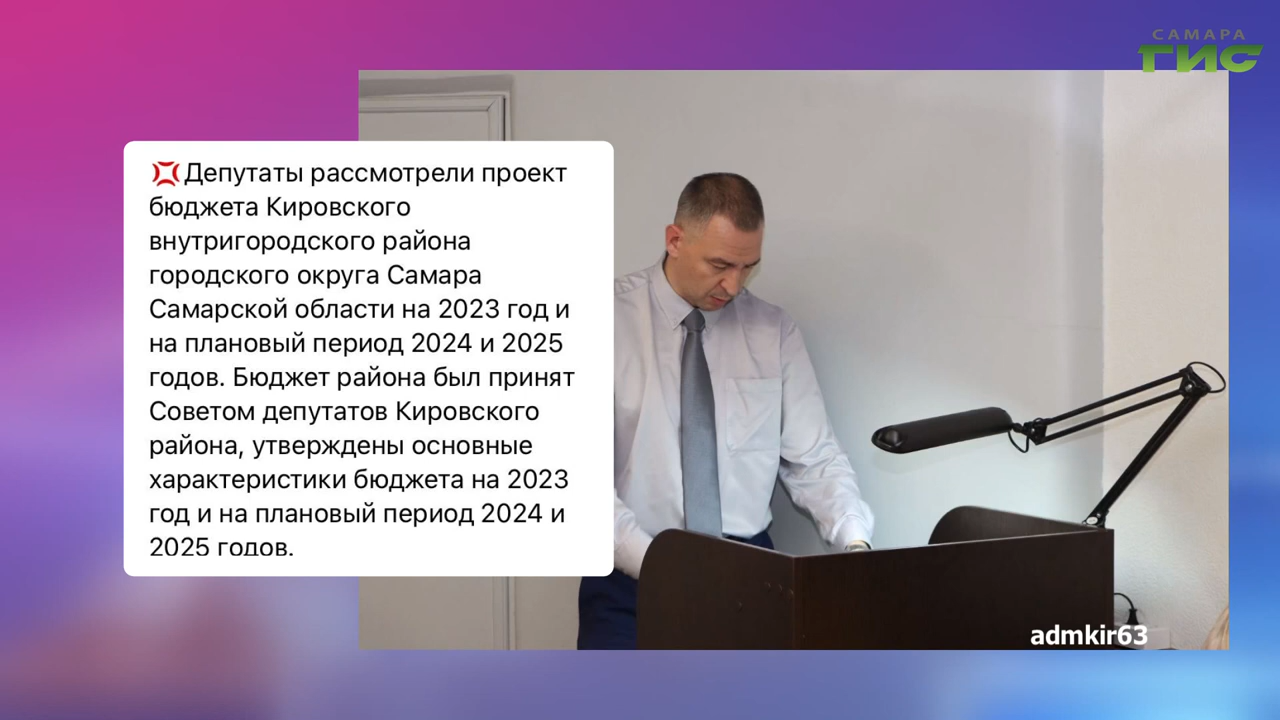 САМАРА
ГИС
Депутаты рассмотрели проект
бюджета Кировского
внутригородского района
городского округа Самара
Самарской области на 2023 год и
на плановый период 2024 и 2025
годов. Бюджет района был принят
Советом депутатов Кировского
района, утверждены основные
характеристики бюджета на 2023
год и на плановый период 2024 и
2025 годов.
admkir63